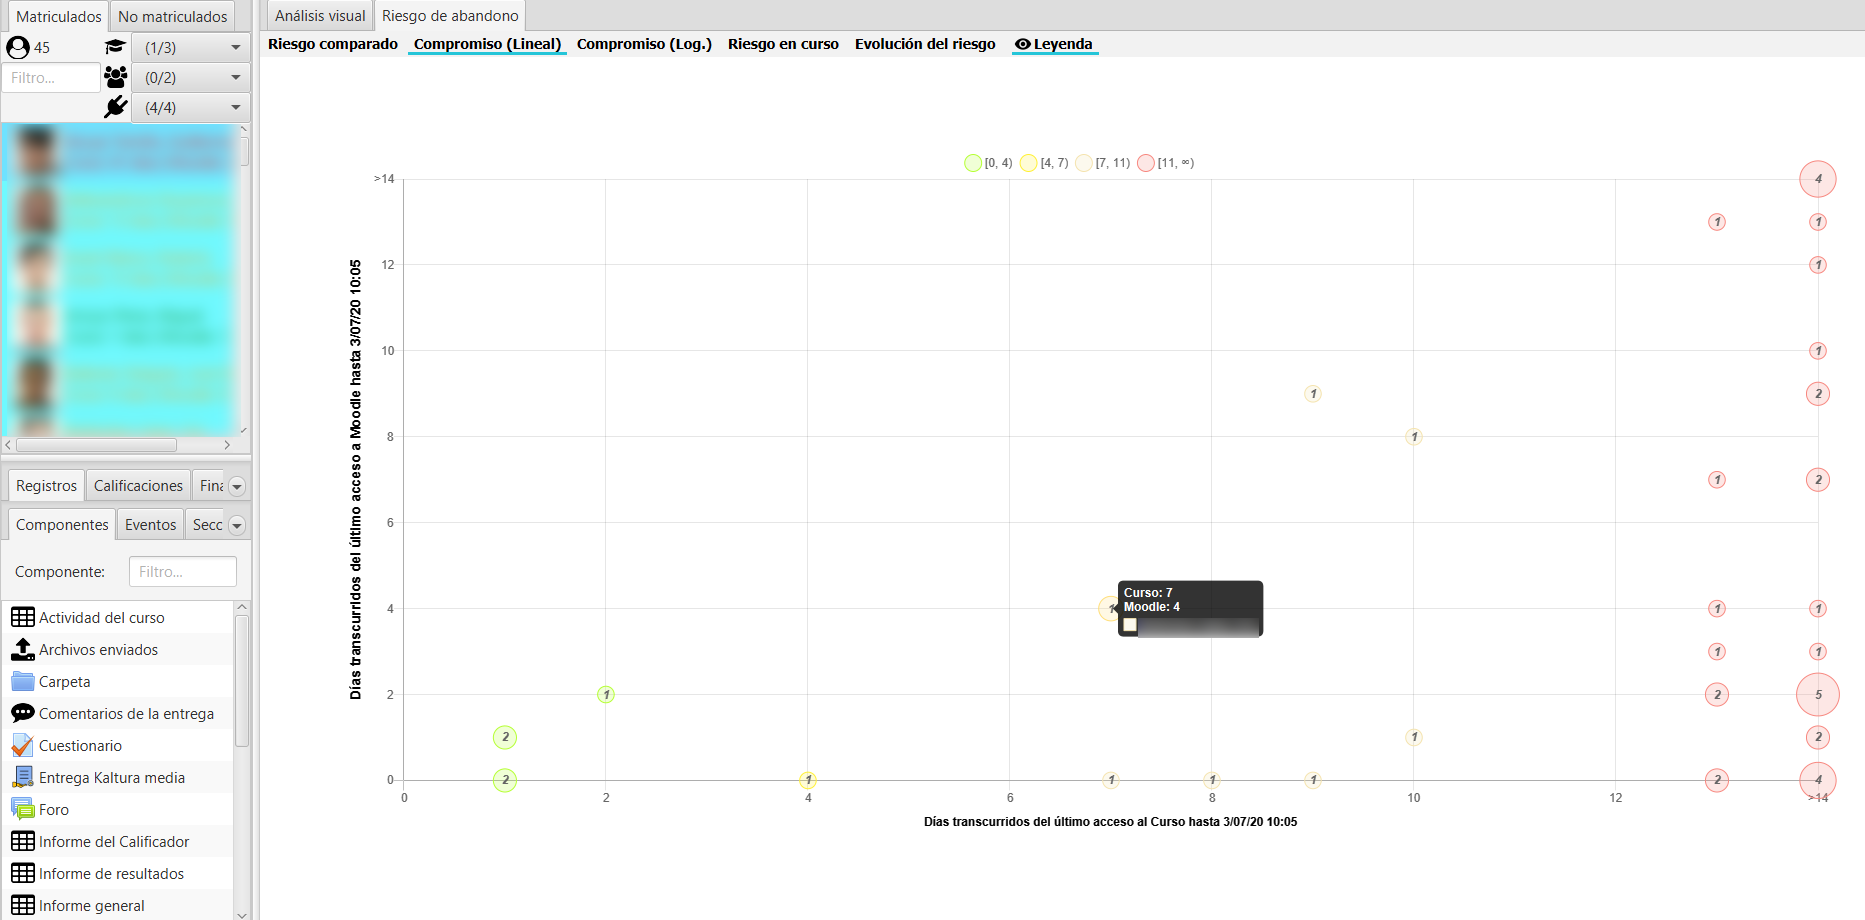 Matriculados
No matriculados
45
(1/3)
Filtro...
(0/2)
(4/4)
Registros
Calificaciones
Fina
Componentes
Eventos
Secc
Componente:
Filtro...
Actividad del curso
Archivos enviados
Carpeta
Comentarios de la entrega
Cuestionario
Entrega Kaltura media
Foro
Informe del Calificador
Informe de resultados
Informe general
Análisis visual
Riesgo de abandono
Riesgo comparado
Compromiso (Lineal)
Compromiso (Log.)
Riesgo en curso
Evolución del riesgo
Leyenda
[0, 4)
[4, 7)
[7, 11)
[11, ∞)
Días transcurridos del último acceso a Moodle hasta 3/07/20 10:05
>14
4
1
1
12
1
10
1
1
2
8
1
1
2
6
4
1
Curso: 7
Moodle: 4
1
1
1
1
2
1
2
5
2
1
2
0
2
1
1
1
1
2
4
0
2
4
6
8
10
12
>14
Días transcurridos del último acceso al Curso hasta 3/07/20 10:05